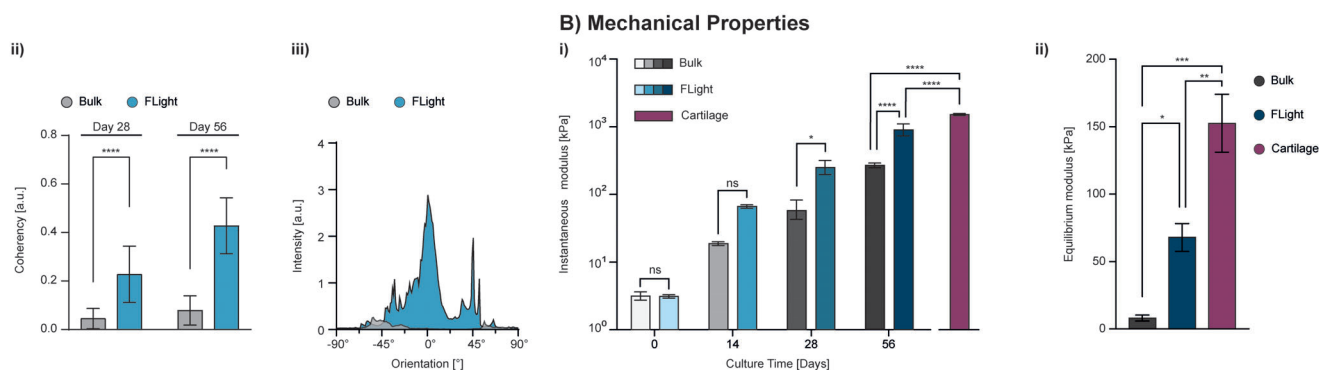 B) Mechanical Properties
ii)
Bulk
FLight
Day 28
Day 56
****
****
Coherency [a.u.]
0.8
0.6
0.4
0.2
0.0
iii)
Bulk
FLight
Intensity [a.u.]
4
3
2
1
0
-90°
-45°
0
45°
90°
Orientation [°]
i)
Instantaneous modulus [kPa]
10⁴
10³
10²
10¹
10⁰
Bulk
FLight
Cartilage
ns
ns
*
****
****
****
0
14
28
56
Culture Time [Days]
ii)
Equilibrium modulus [kPa]
200
150
100
50
0
***
**
*
Bulk
FLight
Cartilage